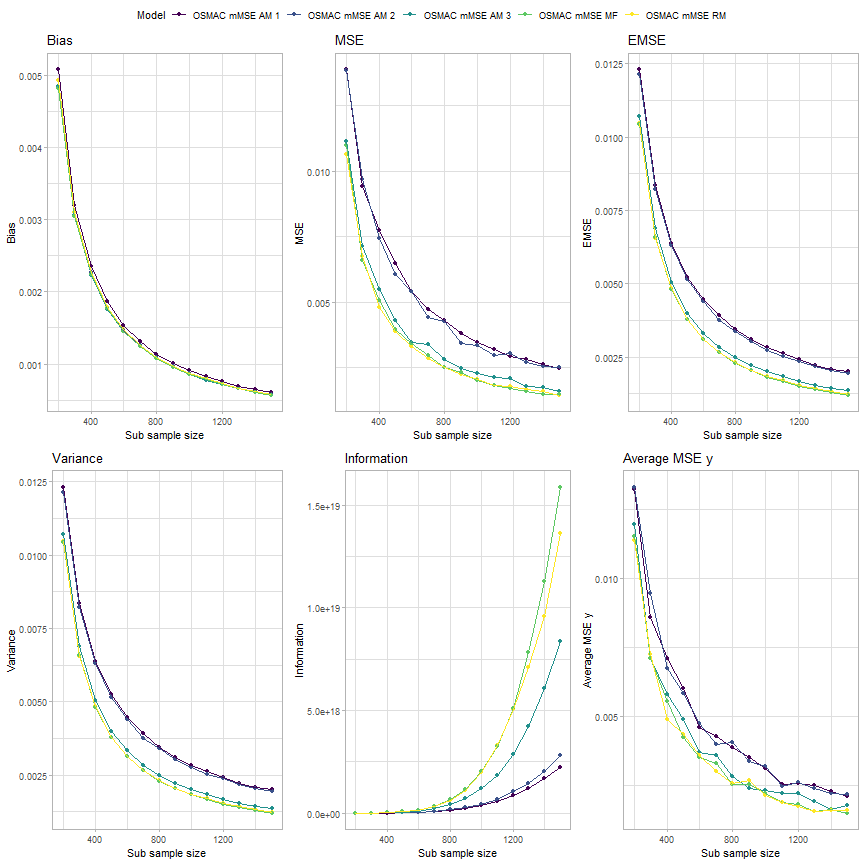 Model OSMAC mMSE AM 1 OSMAC mMSE AM 2 OSMAC mMSE AM 3 OSMAC mMSE MF OSMAC mMSE RM
Bias
0.005
0.004
0.003
0.002
0.001
Bias
400 800 1200
Sub sample size
MSE
0.010
0.005
MSE
400 800 1200
Sub sample size
EMSE
0.0125
0.0100
0.0075
0.0050
0.0025
EMSE
400 800 1200
Sub sample size
Variance
0.0125
0.0100
0.0075
0.0050
0.0025
Variance
400 800 1200
Sub sample size
Information
1.5e+19
1.0e+19
5.0e+18
0.0e+00
Information
400 800 1200
Sub sample size
Average MSE y
0.010
0.005
Average MSE y
400 800 1200
Sub sample size